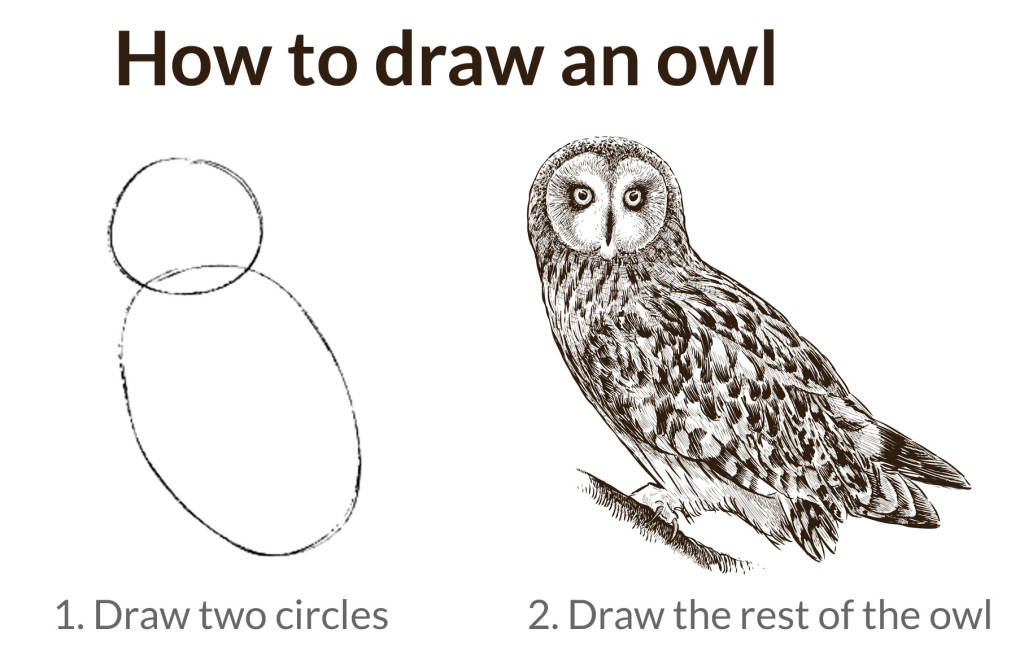 How to draw an owl
1. Draw two circles
2. Draw the rest of the owl